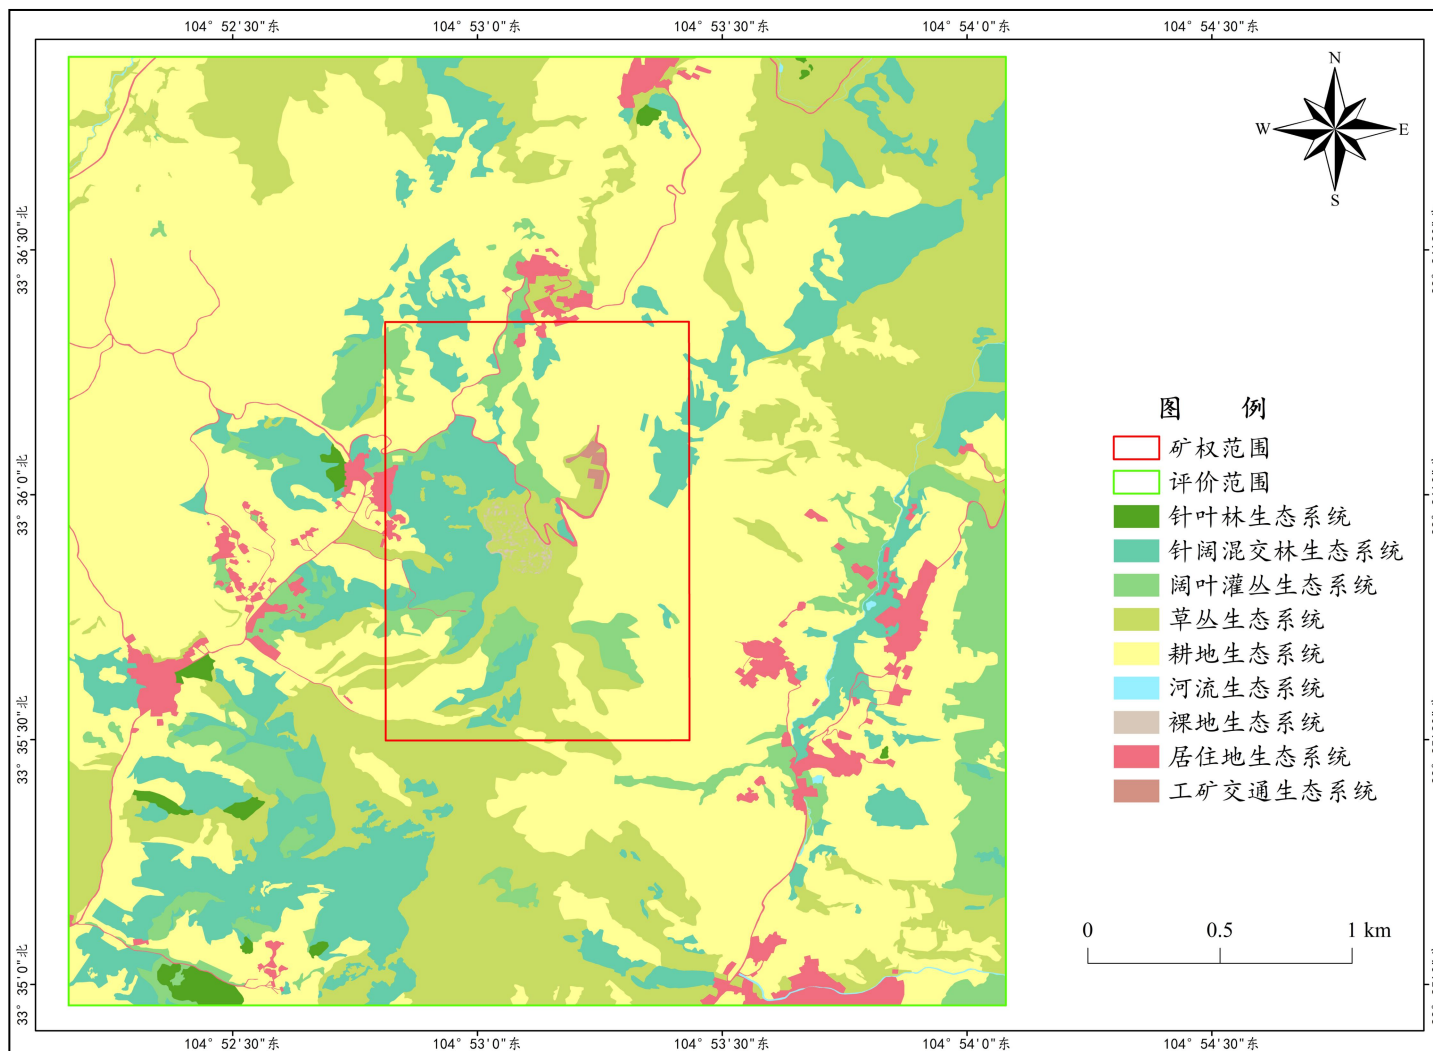 104° 52'30"东
104° 53'0"东
104° 53'30"东
104° 54'0"东
104° 54'30"东
N
W
E
S
33° 36'30"北
33° 36'0"北
33° 35'30"北
33° 35'0"北
图 例
矿权范围
评价范围
针叶林生态系统
针阔混交林生态系统
阔叶灌丛生态系统
草丛生态系统
耕地生态系统
河流生态系统
裸地生态系统
居住地生态系统
工矿交通生态系统
0 0.5 1 km
104° 52'30"东
104° 53'0"东
104° 53'30"东
104° 54'0"东
104° 54'30"东